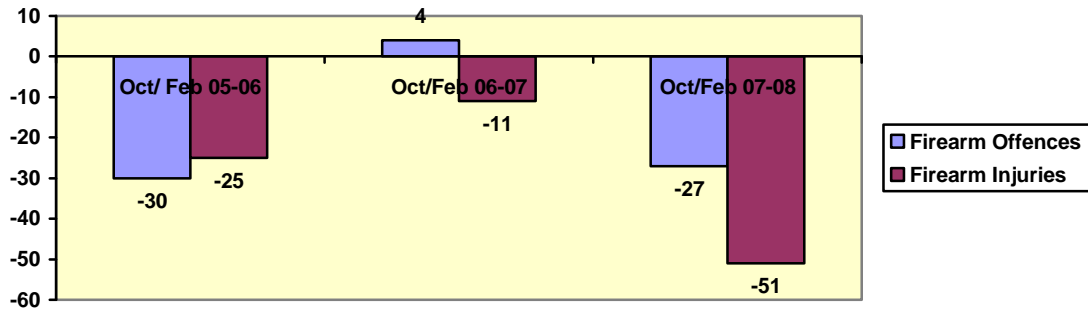 10
4
0
Oct/ Feb 05-06
Oct/Feb 06-07
Oct/Feb 07-08
-10
-11
-20
-25
-27
-30
-30
-40
-50
-51
-60
Firearm Offences
Firearm Injuries